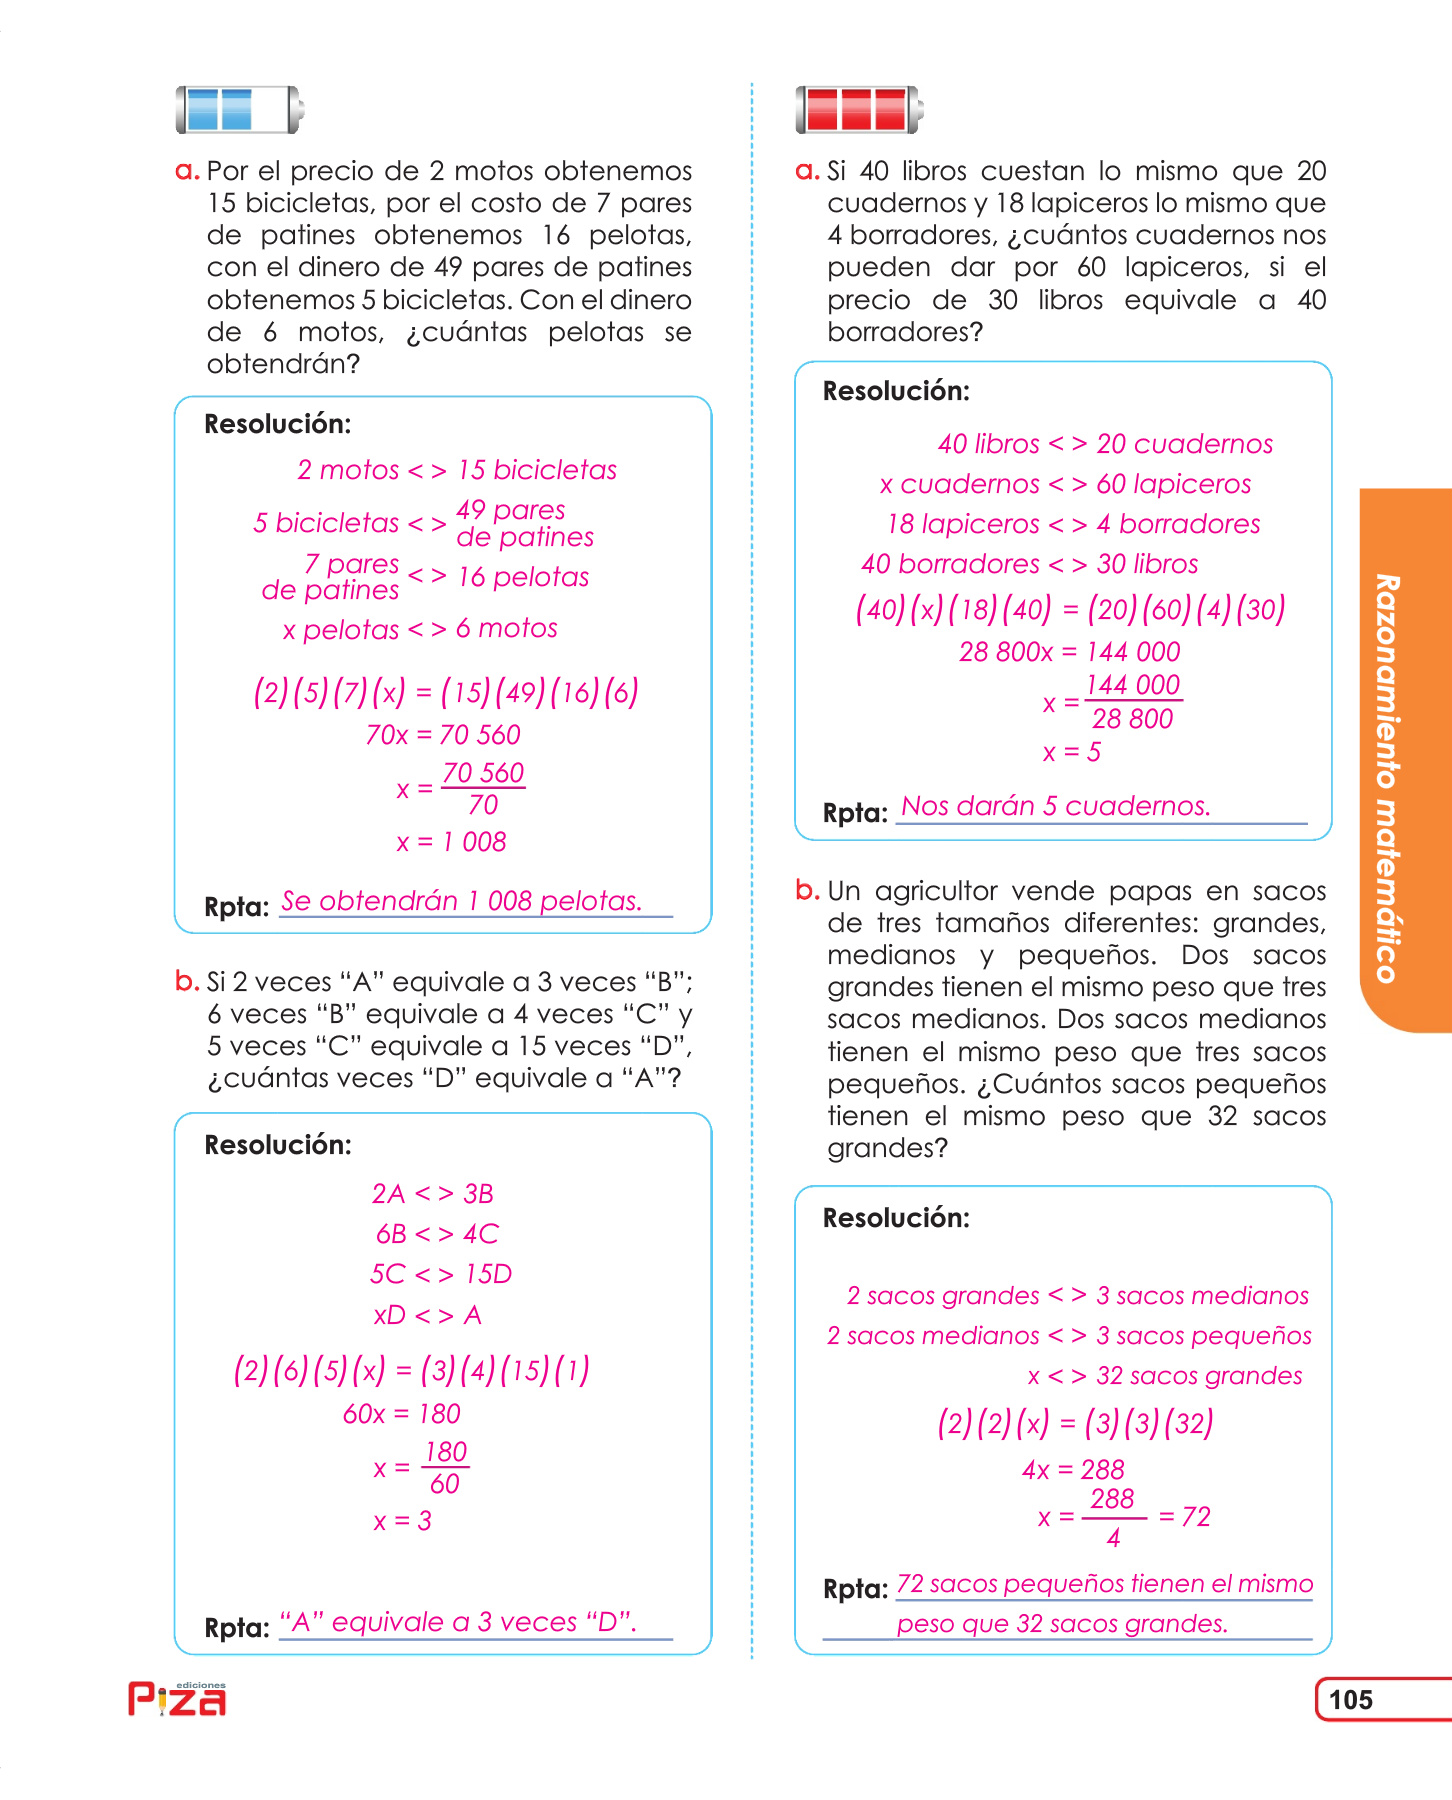 a. Por el precio de 2 motos obtenemos
15 bicicletas, por el costo de 7 pares
de patines obtenemos 16 pelotas,
con el dinero de 49 pares de patines
obtenemos 5 bicicletas. Con el dinero
de 6 motos, ¿cuántas pelotas se
obtendrán?
Resolución:
2 motos < > 15 bicicletas
5 bicicletas < > 49 pares
de patines
7 pares
de patines < > 16 pelotas
x pelotas < > 6 motos
(2)(5)(7)(x) = (15)(49)(16)(6)
70x = 70 560
x = 70 560
70
x = 1 008
Rpta: Se obtendrán 1 008 pelotas.
b. Si 2 veces “A” equivale a 3 veces “B”;
6 veces “B” equivale a 4 veces “C” y
5 veces “C” equivale a 15 veces “D”,
¿cuántas veces “D” equivale a “A”?
Resolución:
2A < > 3B
6B < > 4C
5C < > 15D
xD < > A
(2)(6)(5)(x) = (3)(4)(15)(1)
60x = 180
x = 180
60
x = 3
Rpta: “A” equivale a 3 veces “D”.
a. Si 40 libros cuestan lo mismo que 20
cuadernos y 18 lapiceros lo mismo que
4 borradores, ¿cuántos cuadernos nos
pueden dar por 60 lapiceros, si el
precio de 30 libros equivale a 40
borradores?
Resolución:
40 libros < > 20 cuadernos
x cuadernos < > 60 lapiceros
18 lapiceros < > 4 borradores
40 borradores < > 30 libros
(40)(x)(18)(40) = (20)(60)(4)(30)
28 800x = 144 000
x = 144 000
28 800
x = 5
Rpta: Nos darán 5 cuadernos.
b. Un agricultor vende papas en sacos
de tres tamaños diferentes: grandes,
medianos y pequeños. Dos sacos
grandes tienen el mismo peso que tres
sacos medianos. Dos sacos medianos
tienen el mismo peso que tres sacos
pequeños. ¿Cuántos sacos pequeños
tienen el mismo peso que 32 sacos
grandes?
Resolución:
2 sacos grandes < > 3 sacos medianos
2 sacos medianos < > 3 sacos pequeños
x < > 32 sacos grandes
(2)(2)(x) = (3)(3)(32)
4x = 288
x = 288 = 72
4
Rpta: 72 sacos pequeños tienen el mismo
peso que 32 sacos grandes.
Razonamiento matemático
ediciones
Piza
105